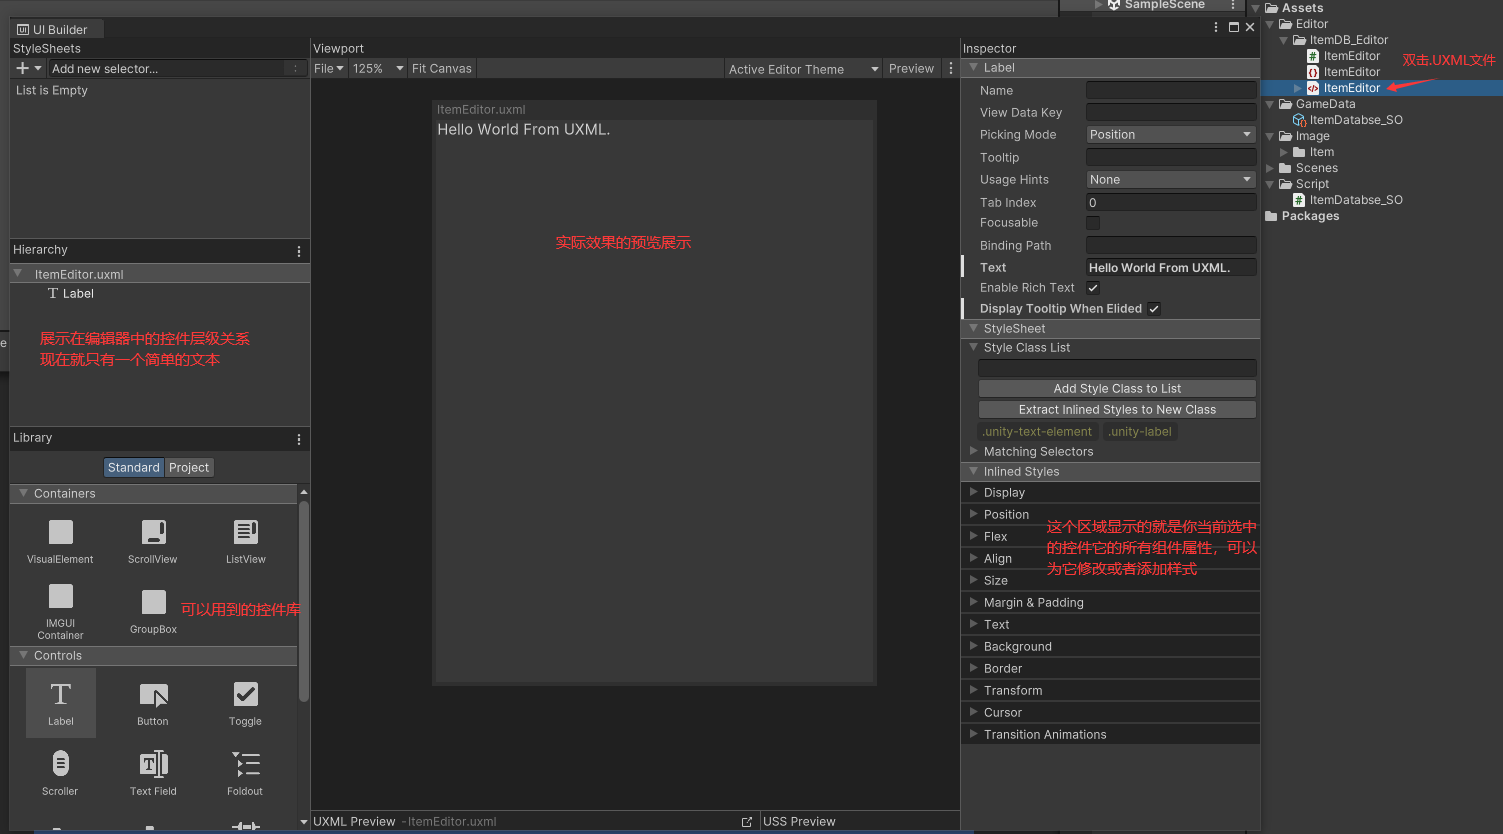 SampleScene
UI Builder
StyleSheets
Add new selector...
List is Empty
Hierarchy
ItemEditor.uxml
Label
展示在编辑器中的控件层级关系
现在就只有一个简单的文本
Library
Standard
Project
Containers
VisualElement
ScrollView
ListView
IMGUI
Container
GroupBox
可以用到的控件库
Controls
Label
Button
Toggle
Scroller
Text Field
Foldout
Viewport
File
125%
Fit Canvas
Active Editor Theme
Preview
ItemEditor.uxml
Hello World From UXML.
实际效果的预览展示
UXML Preview - ItemEditor.uxml
USS Preview
Inspector
Label
Name
View Data Key
Picking Mode
Position
Tooltip
Usage Hints
None
Tab Index
0
Focusable
Binding Path
Text
Hello World From UXML.
Enable Rich Text
Display Tooltip When Elided
StyleSheet
Style Class List
Add Style Class to List
Extract Inlined Styles to New Class
.unity-text-element
.unity-label
Matching Selectors
Inlined Styles
Display
Position
Flex
Align
Size
Margin & Padding
Text
Background
Border
Transform
Cursor
Transition Animations
这个区域显示的就是你当前选中
的控件它的所有组件属性，可以
为它修改或者添加样式
Assets
Editor
ItemDB_Editor
ItemEditor
ItemEditor
ItemEditor
双击.UXML文件
GameData
ItemDatabse_SO
Image
Item
Scenes
Script
ItemDatabse_SO
Packages